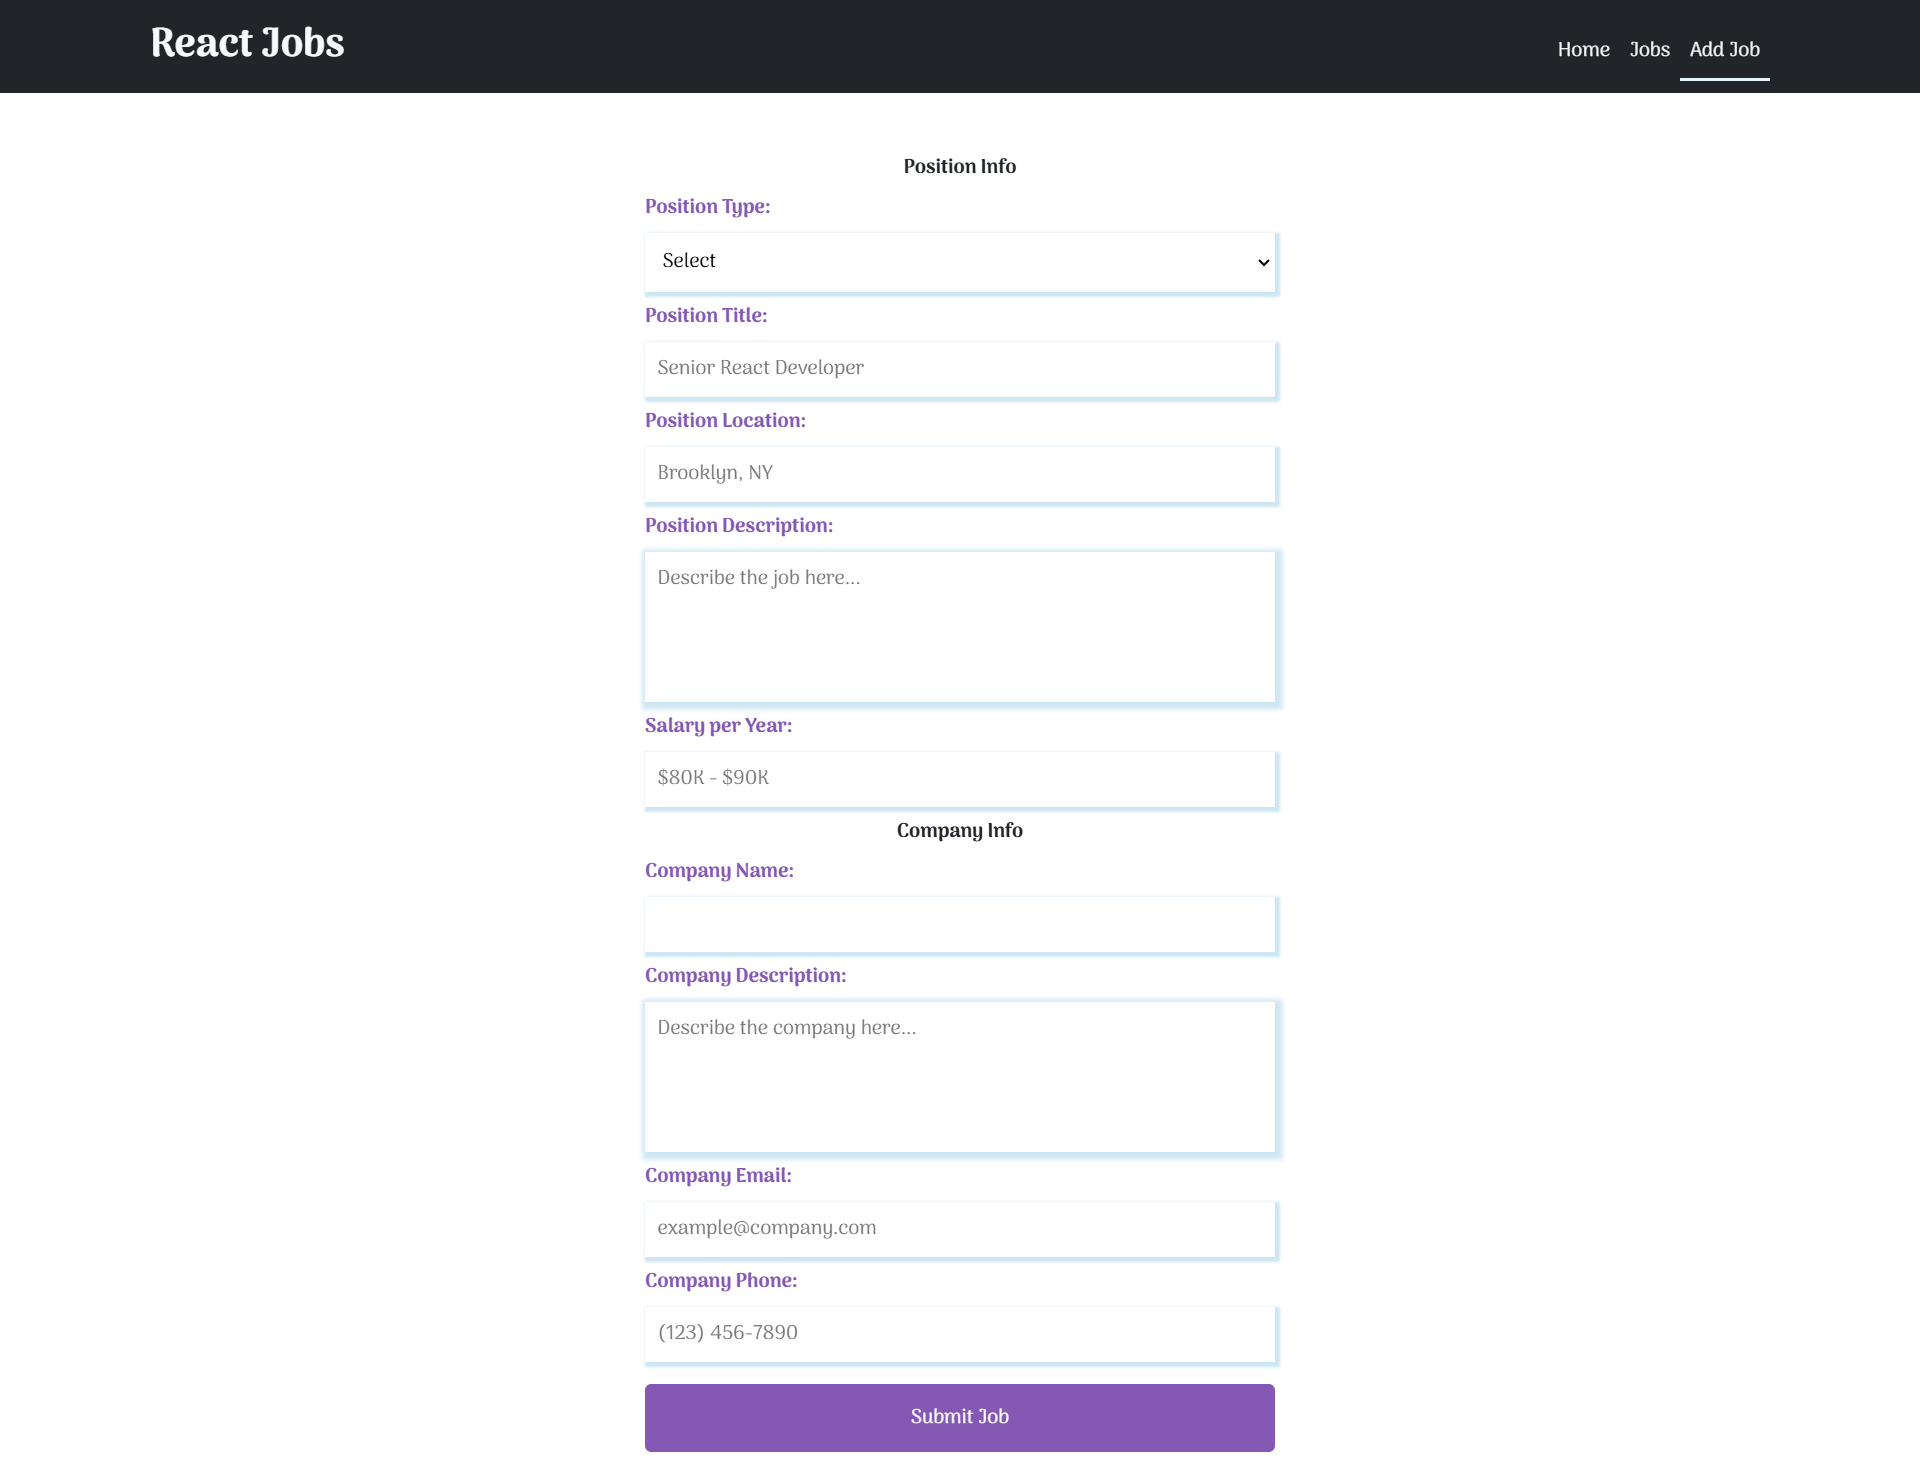 React Jobs
Home Jobs Add Job
Position Info
Position Type:
Select
Position Title:
Senior React Developer
Position Location:
Brooklyn, NY
Position Description:
Describe the job here...
Salary per Year:
$80K - $90K
Company Info
Company Name:
Company Description:
Describe the company here...
Company Email:
example@company.com
Company Phone:
(123) 456-7890
Submit Job